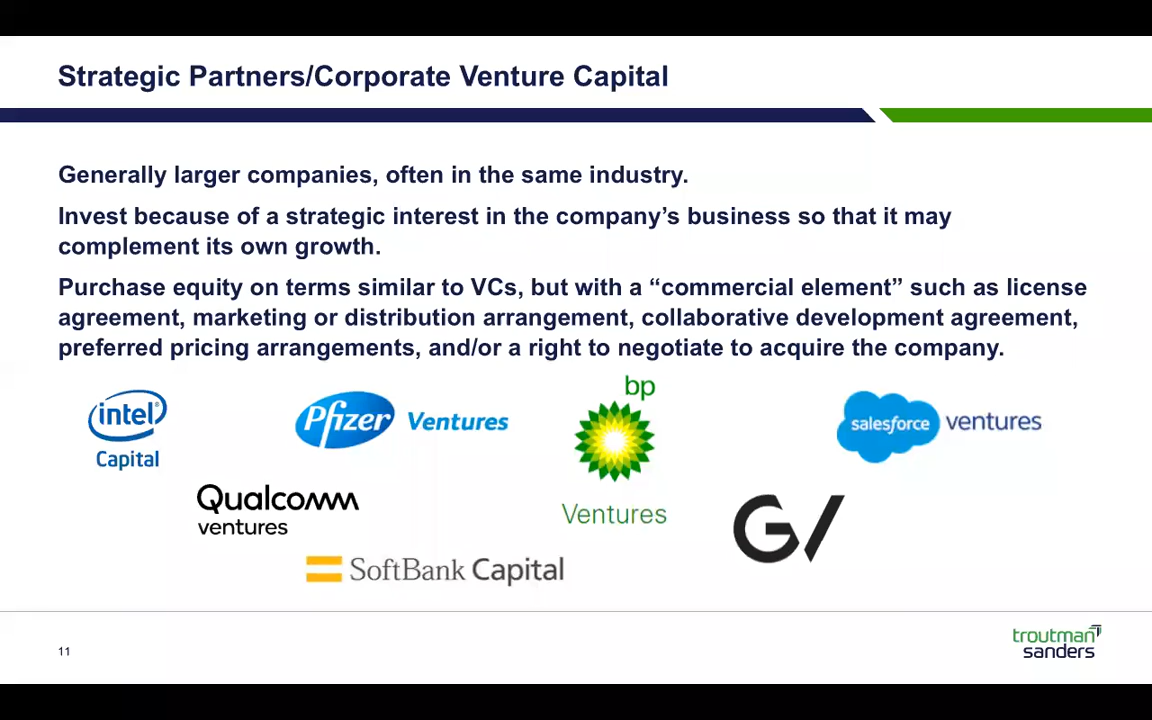 Strategic Partners/Corporate Venture Capital
Generally larger companies, often in the same industry.
Invest because of a strategic interest in the company’s business so that it may
complement its own growth.
Purchase equity on terms similar to VCs, but with a “commercial element” such as license
agreement, marketing or distribution arrangement, collaborative development agreement,
preferred pricing arrangements, and/or a right to negotiate to acquire the company.
intel®
Capital
Pfizer Ventures
bp
Ventures
salesforce ventures
Qualcomm
ventures
GV
SoftBank Capital
11
troutman
sanders